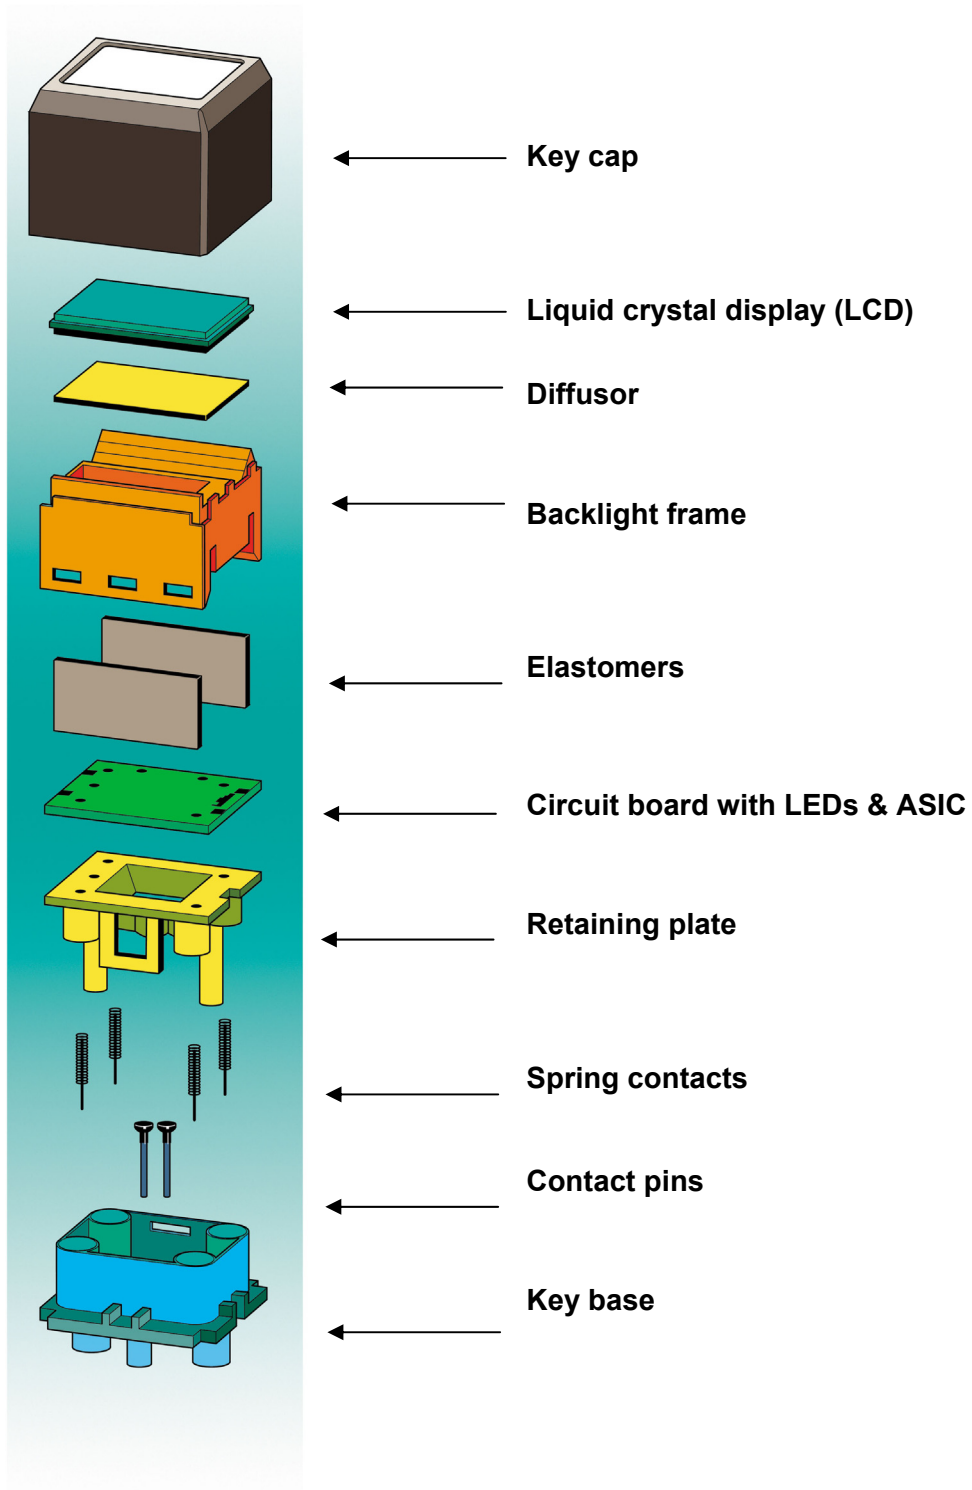 Key cap
Liquid crystal display (LCD)
Diffusor
Backlight frame
Elastomers
Circuit board with LEDs & ASIC
Retaining plate
Spring contacts
Contact pins
Key base